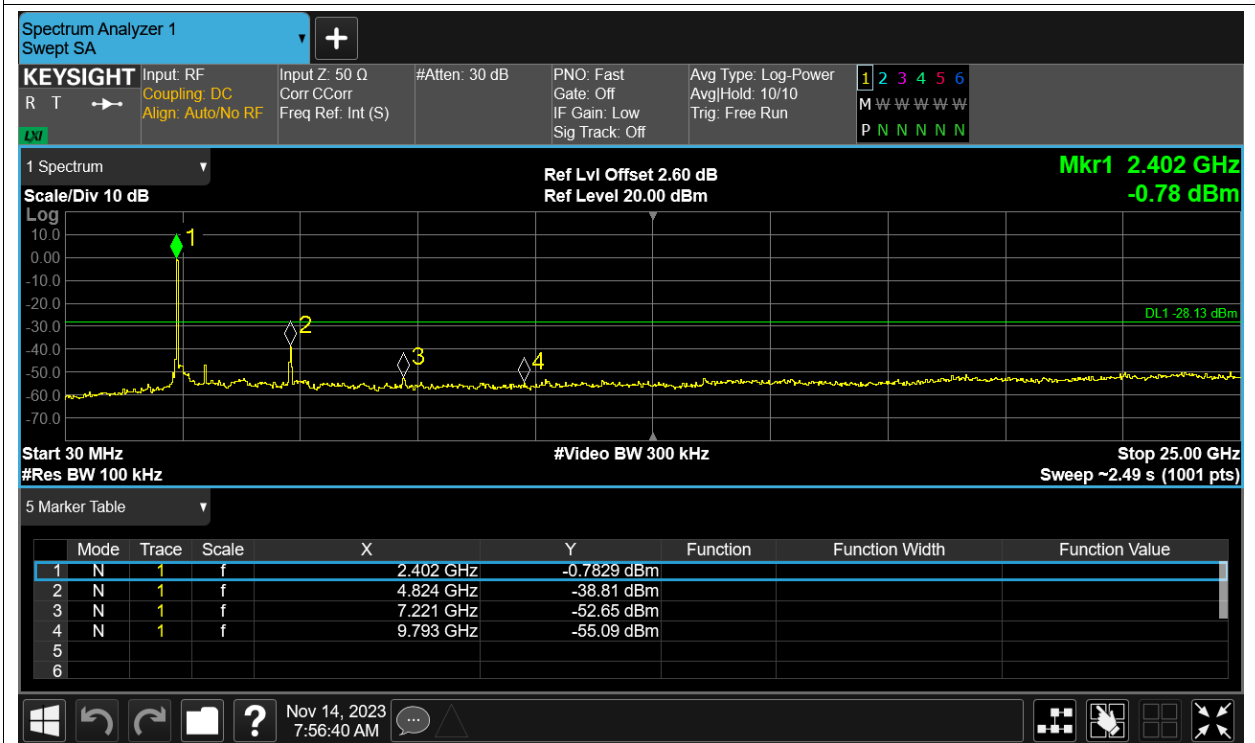 Spectrum Analyzer 1
Swept SA
KEYSIGHT
R T
LXI
Input: RF
Coupling: DC
Align: Auto/No RF
Input Z: 50 Ω
Corr CCorr
Freq Ref: Int (S)
#Atten: 30 dB
PNO: Fast
Gate: Off
IF Gain: Low
Sig Track: Off
Avg Type: Log-Power
Avg|Hold: 10/10
Trig: Free Run
1 2 3 4 5 6
M W W W W W
P N N N N N
1 Spectrum
Scale/Div 10 dB
Ref Lvl Offset 2.60 dB
Ref Level 20.00 dBm
Mkr1 2.402 GHz
-0.78 dBm
Log
10.0
0.00
-10.0
-20.0
-30.0
-40.0
-50.0
-60.0
-70.0
1
2
3
4
DL1 -28.13 dBm
Start 30 MHz
#Video BW 300 kHz
Stop 25.00 GHz
#Res BW 100 kHz
Sweep ~2.49 s (1001 pts)
5 Marker Table
Mode Trace Scale X Y Function Function Width Function Value
1 N 1 f 2.402 GHz -0.7829 dBm
2 N 1 f 4.824 GHz -38.81 dBm
3 N 1 f 7.221 GHz -52.65 dBm
4 N 1 f 9.793 GHz -55.09 dBm
5
6
?
Nov 14, 2023
7:56:40 AM